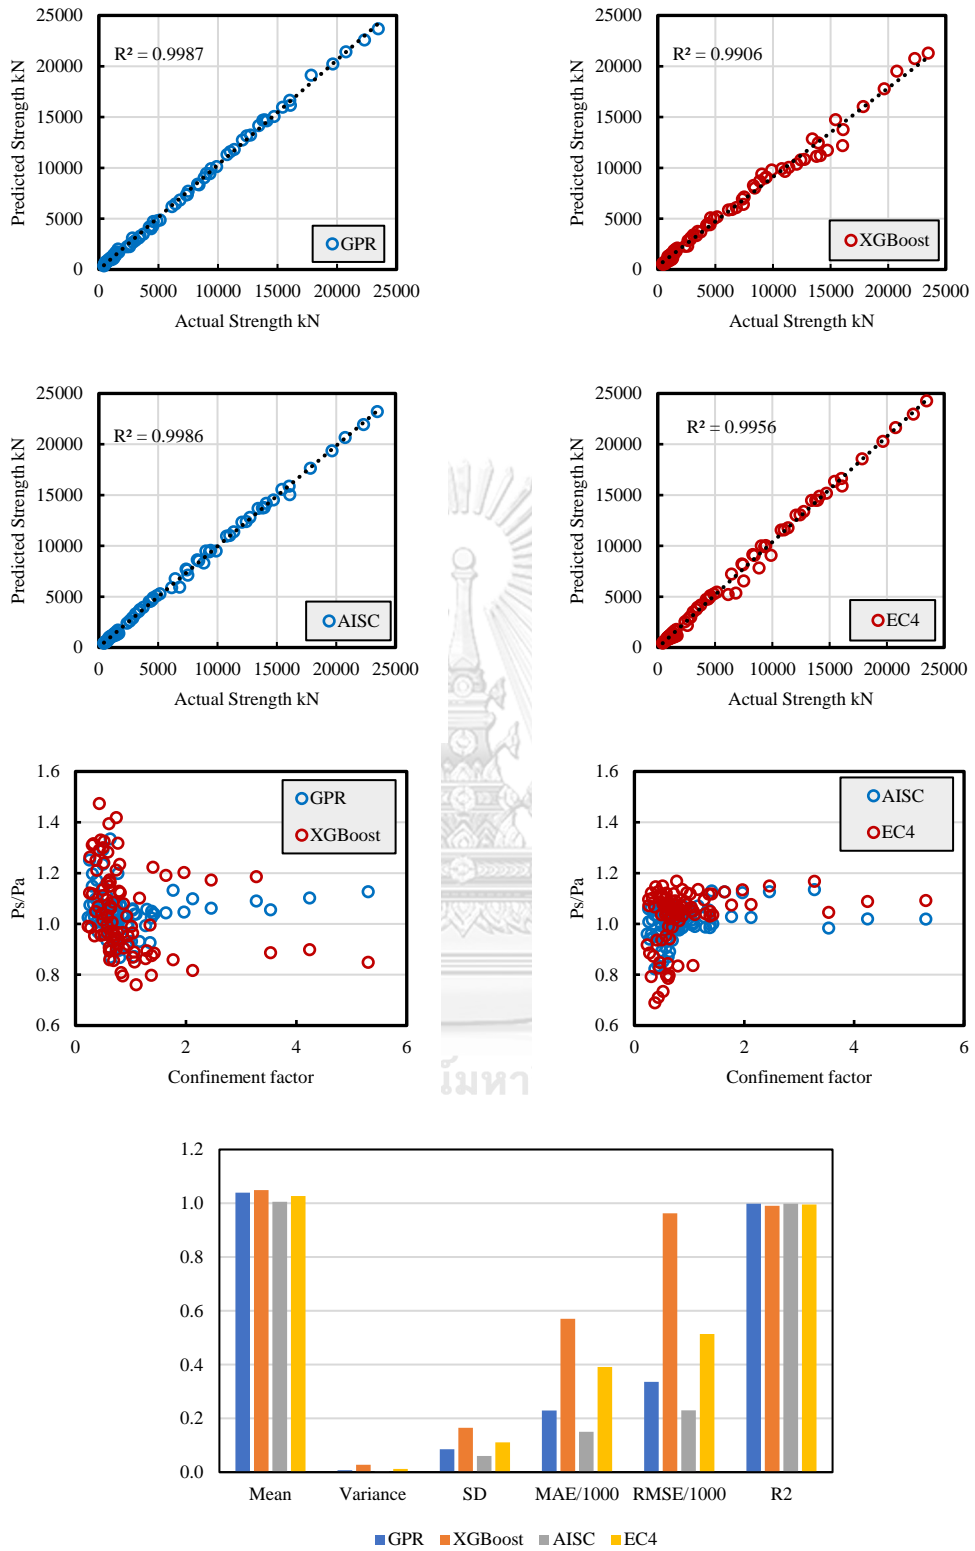 25000
20000
15000
10000
5000
0
Predicted Strength kN
R² = 0.9987
GPR
0 5000 10000 15000 20000 25000
Actual Strength kN
25000
20000
15000
10000
5000
0
Predicted Strength kN
R² = 0.9906
XGBoost
0 5000 10000 15000 20000 25000
Actual Strength kN
25000
20000
15000
10000
5000
0
Predicted Strength kN
R² = 0.9986
AISC
0 5000 10000 15000 20000 25000
Actual Strength kN
25000
20000
15000
10000
5000
0
Predicted Strength kN
R² = 0.9956
EC4
0 5000 10000 15000 20000 25000
Actual Strength kN
1.6
1.4
1.2
1.0
0.8
0.6
Ps/Pa
GPR
XGBoost
0 2 4 6
Confinement factor
1.6
1.4
1.2
1.0
0.8
0.6
Ps/Pa
AISC
EC4
0 2 4 6
Confinement factor
1.2
1.0
0.8
0.6
0.4
0.2
0.0
Mean Variance SD MAE/1000 RMSE/1000 R2
GPR XGBoost AISC EC4